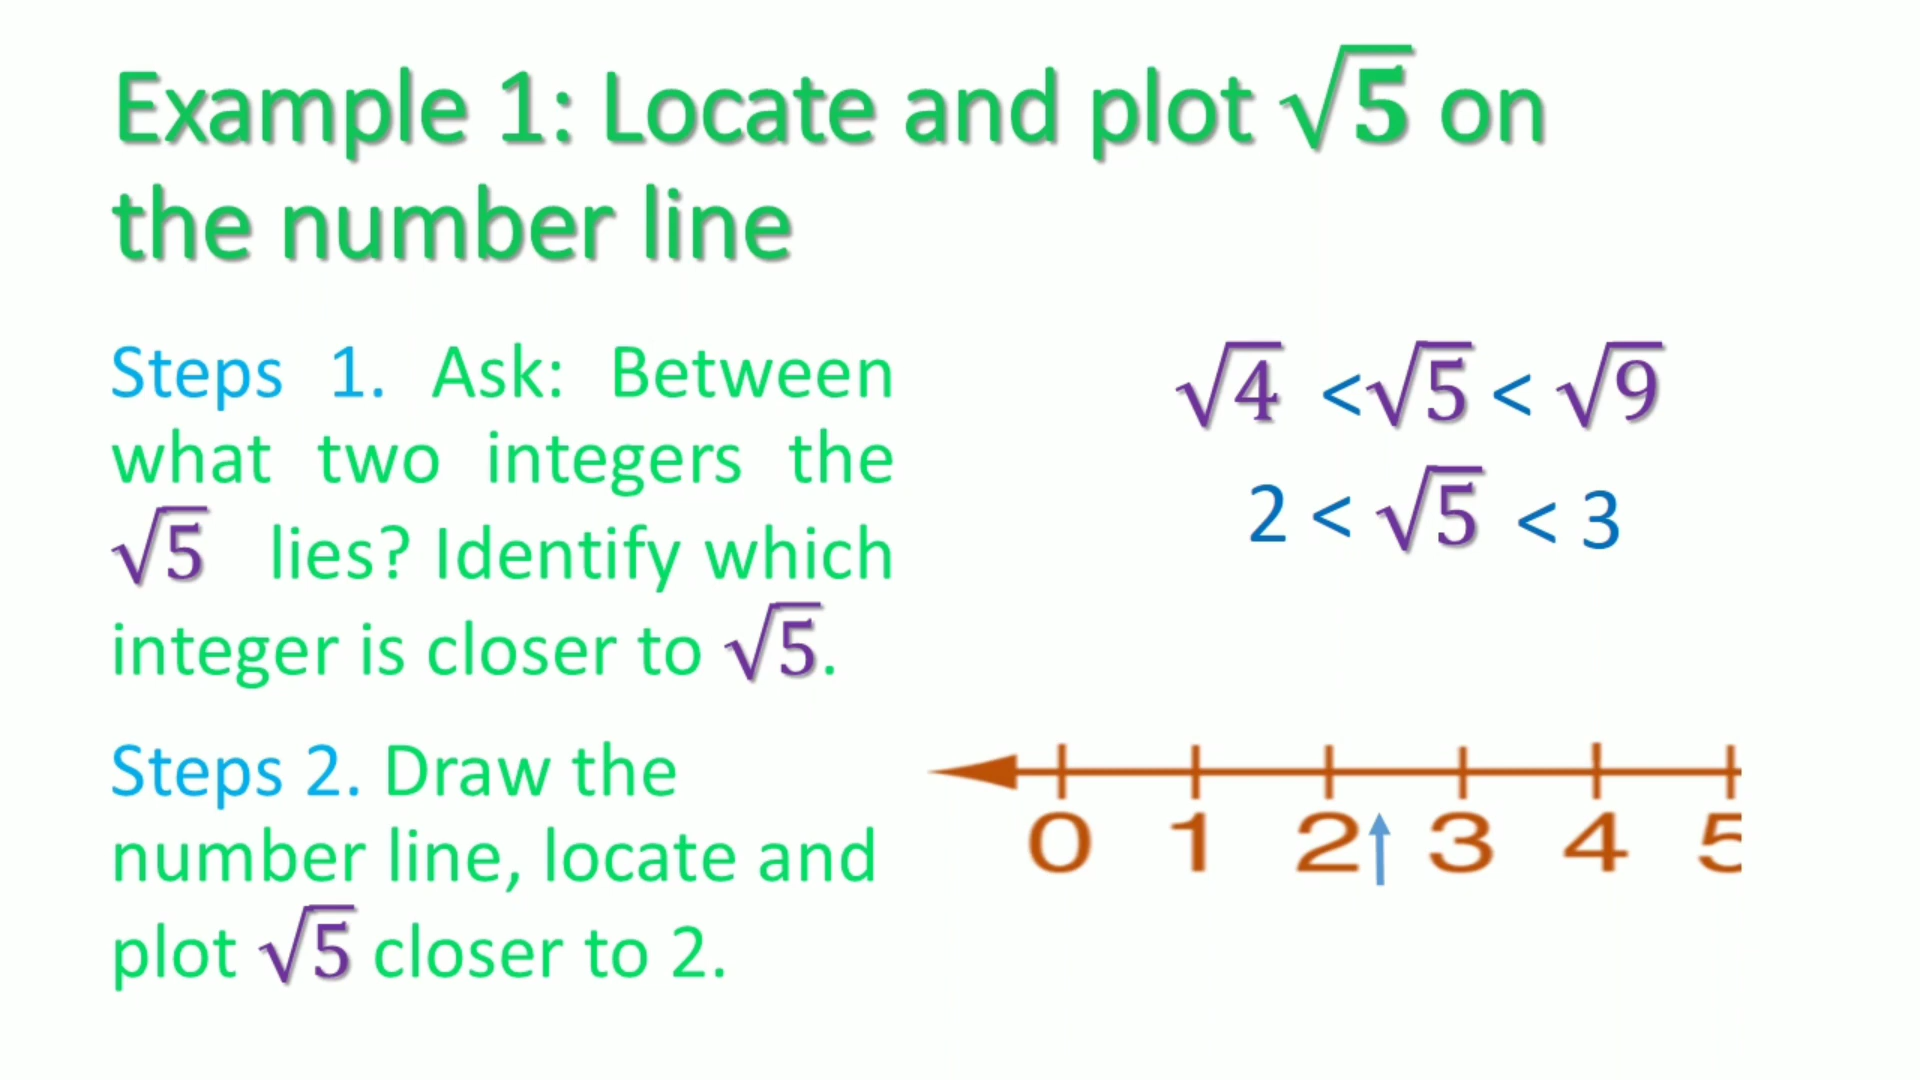 Example 1: Locate and plot √5 on
the number line
Steps 1. Ask: Between
what two integers the
√5 lies? Identify which
integer is closer to √5.
√4 <√5 < √9
2 < √5 < 3
Steps 2. Draw the
number line, locate and
plot √5 closer to 2.
0 1 2 3 4 5